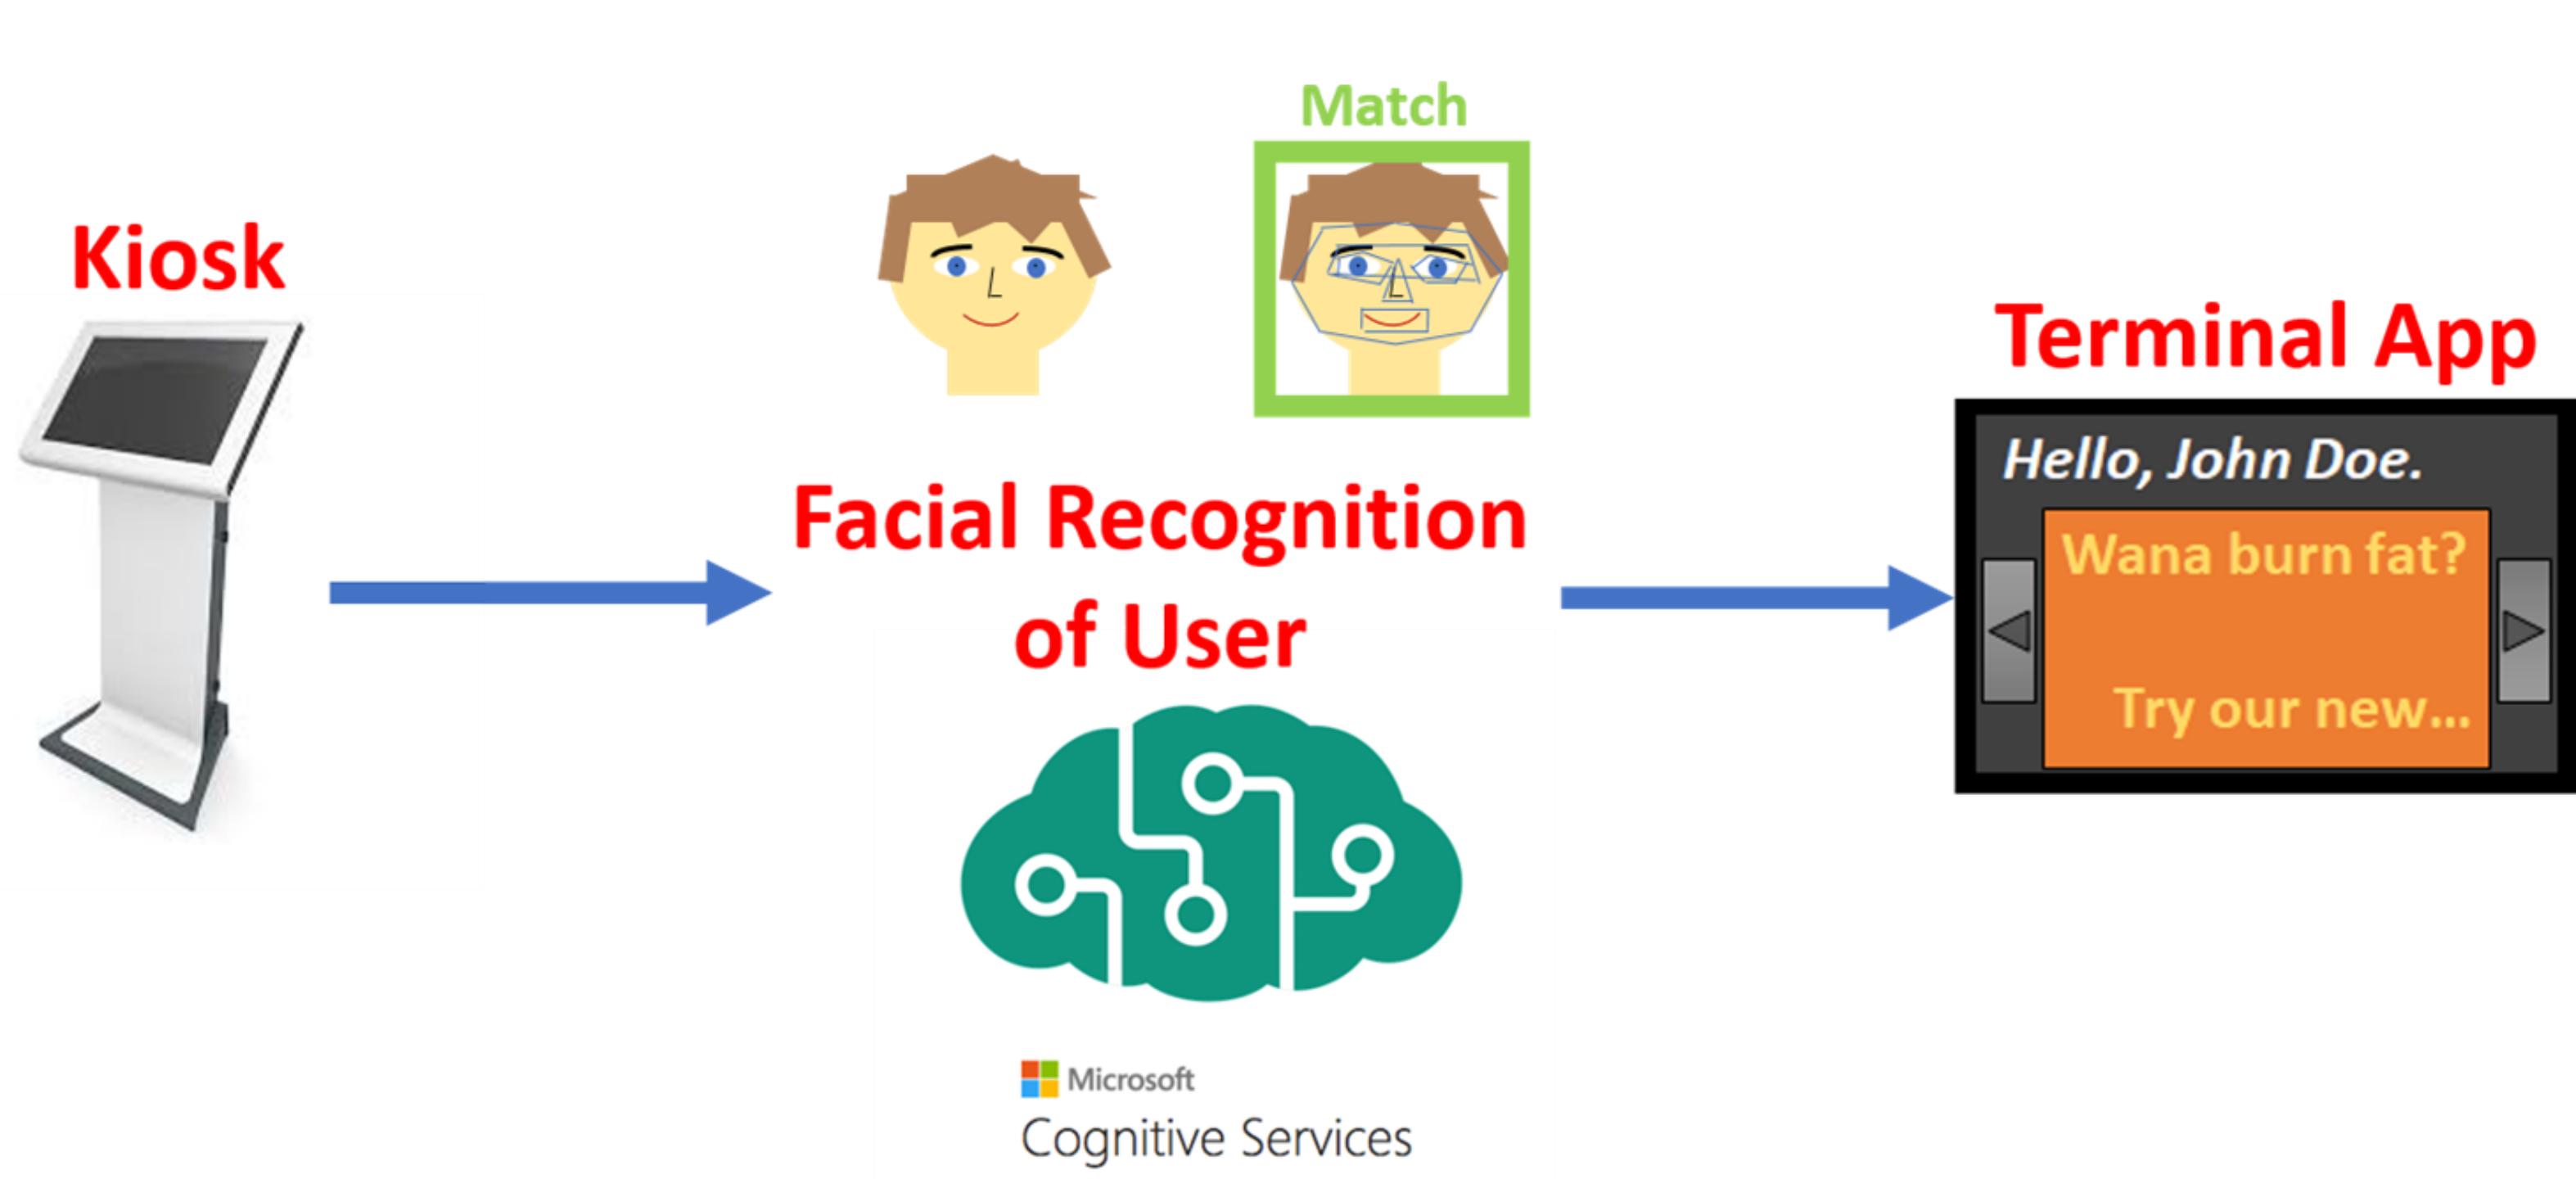 Kiosk
Match
Facial Recognition
of User
Microsoft
Cognitive Services
Terminal App
Hello, John Doe.
Wana burn fat?
Try our new...